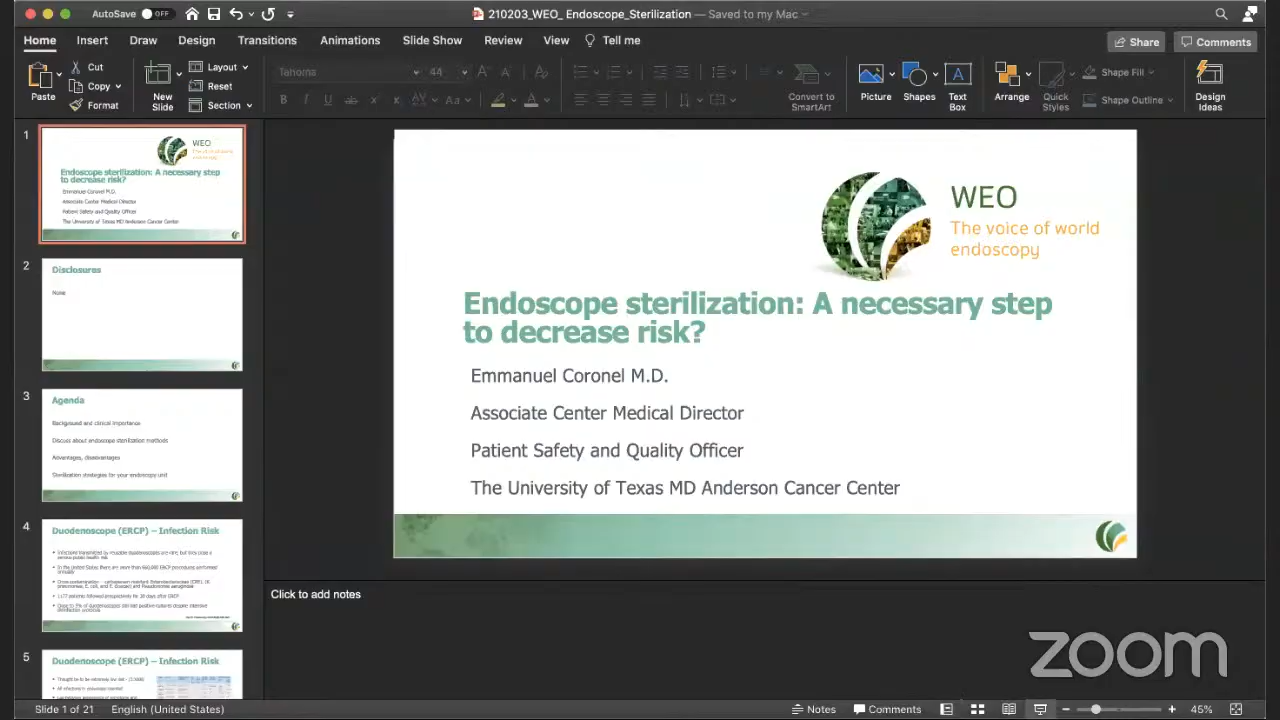 AutoSave OFF
210203_WEO_ Endoscope_Sterilization — Saved to my Mac
Home Insert Draw Design Transitions Animations Slide Show Review View Tell me Share Comments
Paste Cut Copy Format
New Slide Layout Reset Section
Tahoma 44
Convert to SmartArt
Picture Shapes Text Box Arrange Quick Styles Shape Fill Shape Outline Design Ideas
1
WEO
Endoscope sterilization: A necessary step
to decrease risk?
Emmanuel Coronel M.D.
Associate Center Medical Director
Patient Safety and Quality Officer
The University of Texas MD Anderson Cancer Center
2
Disclosures
None
3
Agenda
Background and clinical importance
Discuss about endoscope sterilization methods
Advantages, disadvantages
Sterilization strategies for your endoscopy unit
4
Duodenoscope (ERCP) – Infection Risk
5
Duodenoscope (ERCP) – Infection Risk
WEO
The voice of world
endoscopy
Endoscope sterilization: A necessary step
to decrease risk?
Emmanuel Coronel M.D.
Associate Center Medical Director
Patient Safety and Quality Officer
The University of Texas MD Anderson Cancer Center
Click to add notes
zoom
Slide 1 of 21 English (United States) Notes Comments 45%